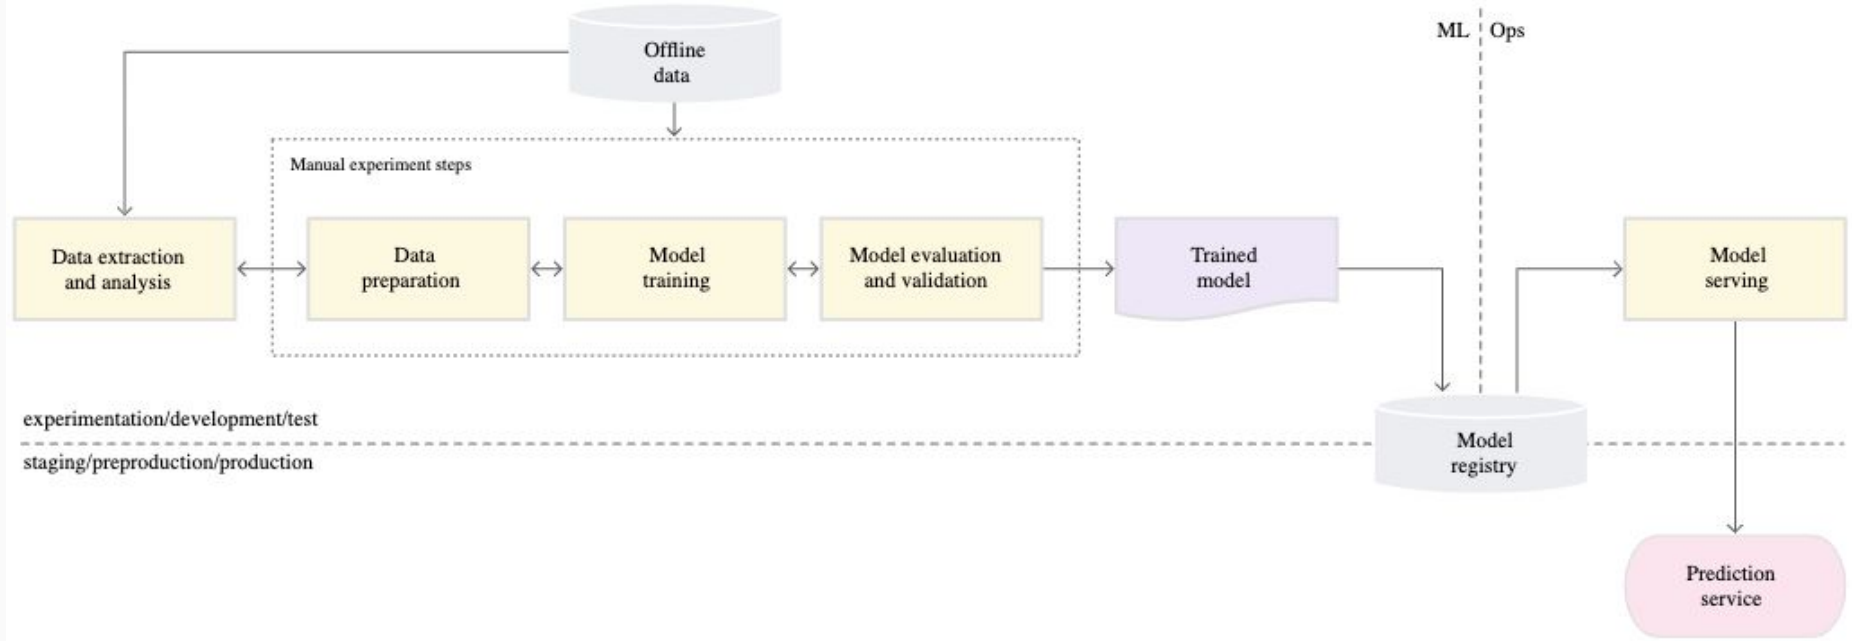 Offline
data
ML
Ops
Manual experiment steps
Data extraction
and analysis
Data
preparation
Model
training
Model evaluation
and validation
Trained
model
Model
serving
experimentation/development/test
staging/preproduction/production
Model
registry
Prediction
service